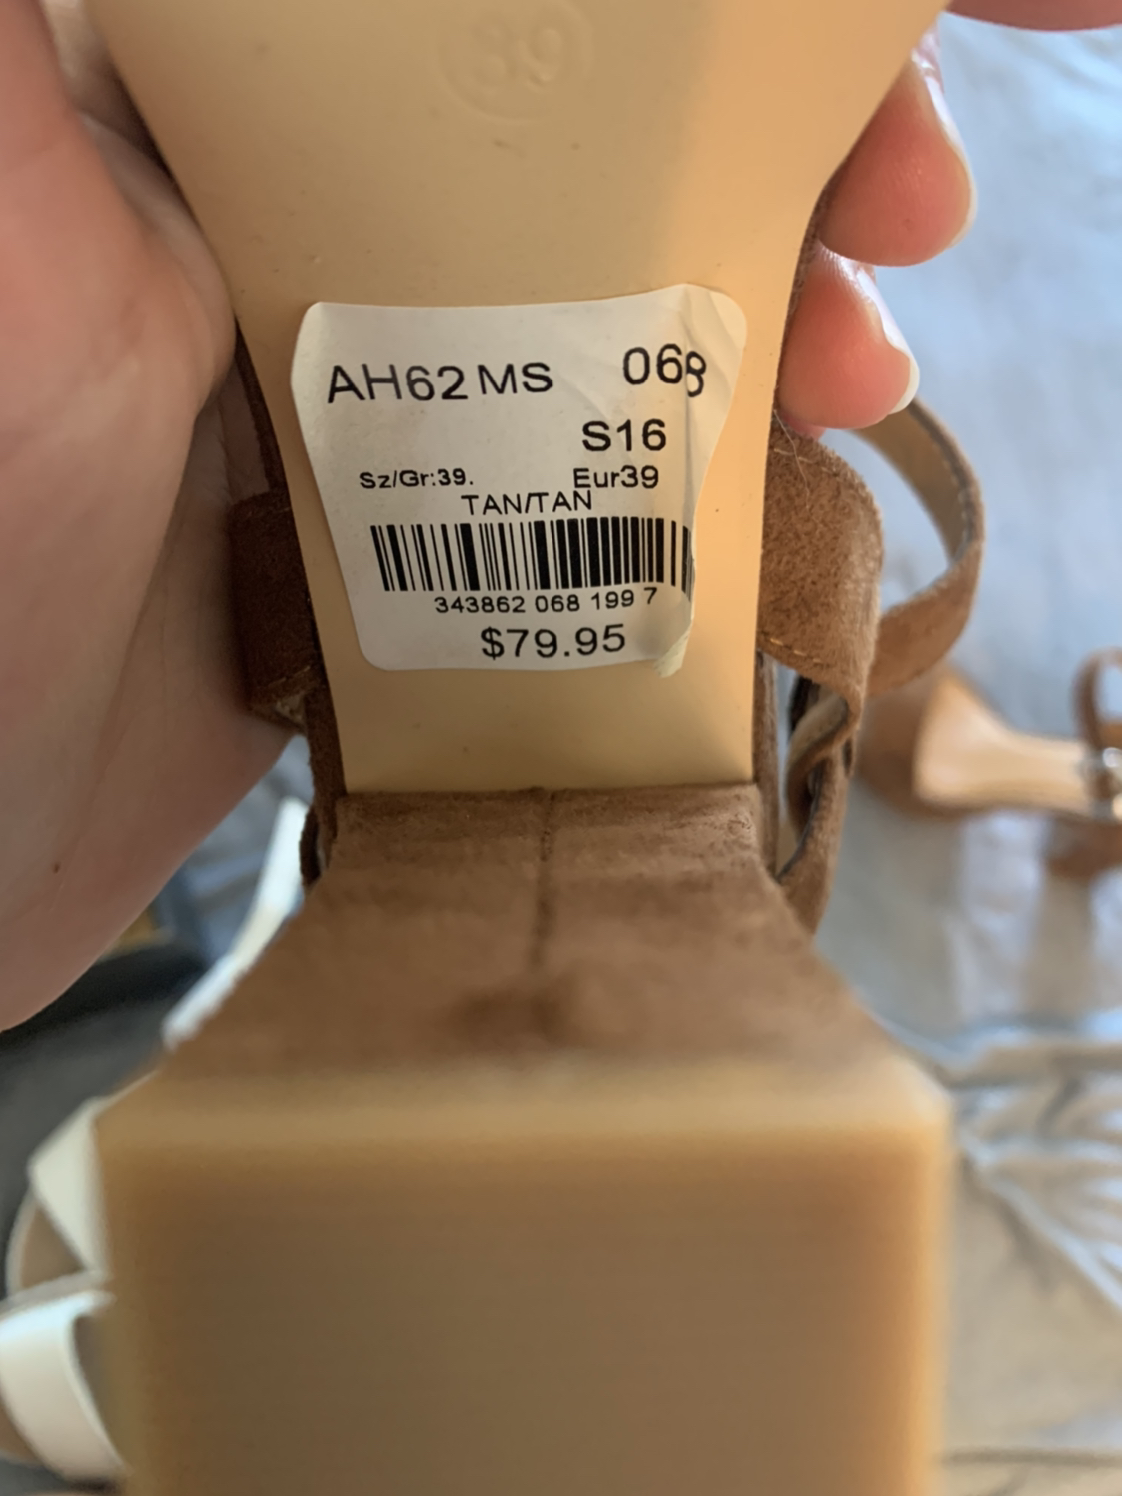 39
AH62 MS 068
S16
Sz/Gr:39. Eur39
TAN/TAN
343862 068 199 7
$79.95